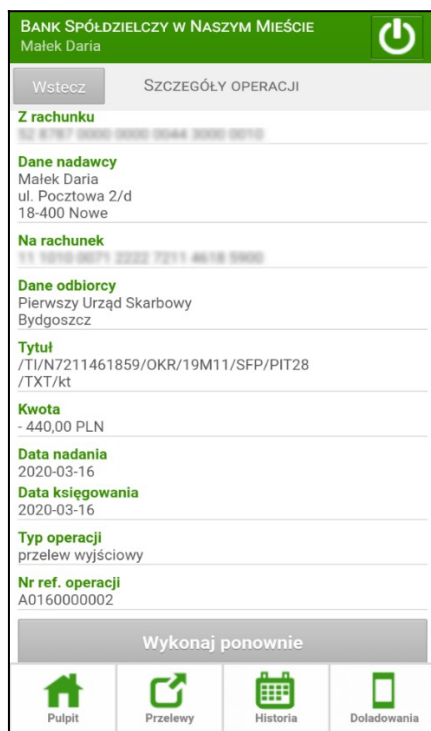 BANK SPÓŁDZIELCZY W NASZYM MIEŚCIE
Małek Daria
Wstecz
SZCZEGÓŁY OPERACJI
Z rachunku
Dane nadawcy
Małek Daria
ul. Pocztowa 2/d
18-400 Nowe
Na rachunek
Dane odbiorcy
Pierwszy Urząd Skarbowy
Bydgoszcz
Tytuł
/TI/N7211461859/OKR/19M11/SFP/PIT28
/TXT/kt
Kwota
- 440,00 PLN
Data nadania
2020-03-16
Data księgowania
2020-03-16
Typ operacji
przelew wyjściowy
Nr ref. operacji
A0160000002
Wykonaj ponownie
Pulpit
Przelewy
Historia
Doladowania